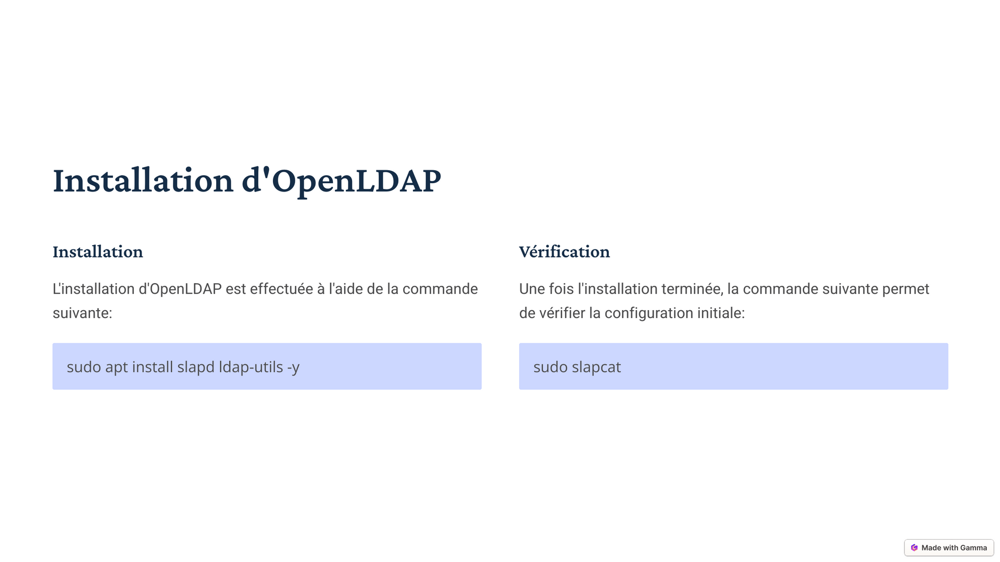 Installation d'OpenLDAP
Installation
L'installation d'OpenLDAP est effectuée à l'aide de la commande
suivante:
sudo apt install slapd ldap-utils -y
Vérification
Une fois l'installation terminée, la commande suivante permet
de vérifier la configuration initiale:
sudo slapcat
Made with Gamma